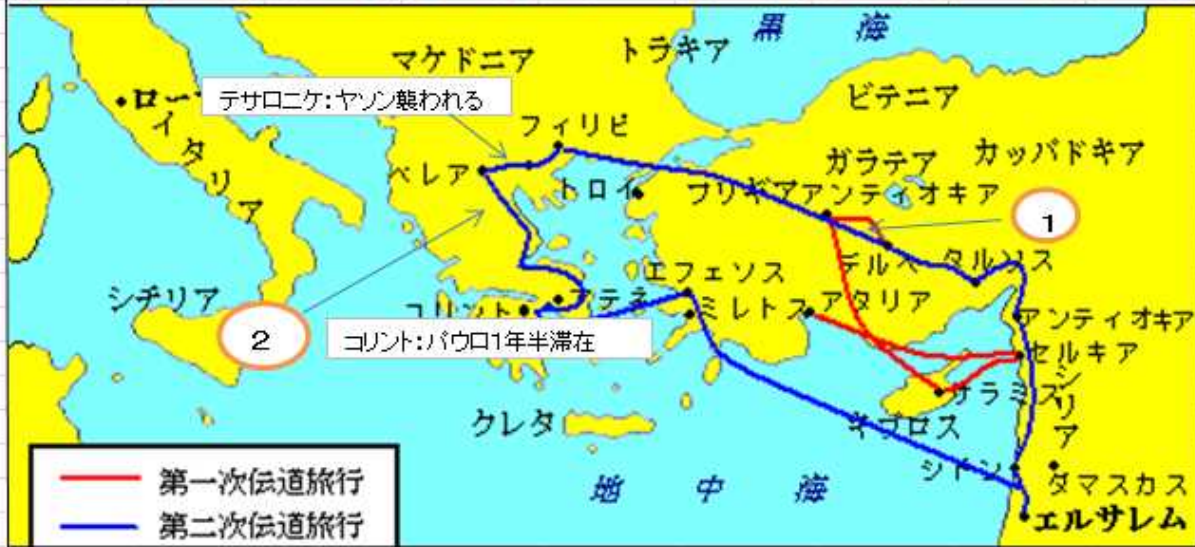 黒海
トラキア
マケドニア
ロー
イタリア
テサロニケ:ヤソン襲われる
ビテニア
フィリピ
ガラテア
カッパドキア
ベレア
トロイ
フリギア
アンティオキア
1
デルベ
タルソス
エフェソス
シチリア
アテネ
コリント
ミレトス
アタリア
アンティオキア
2
コリント:パウロ1年半滞在
セルキア
シリア
サラミス
クレタ
キプロス
シドン
ダマスカス
地中海
エルサレム
第一次伝道旅行
第二次伝道旅行